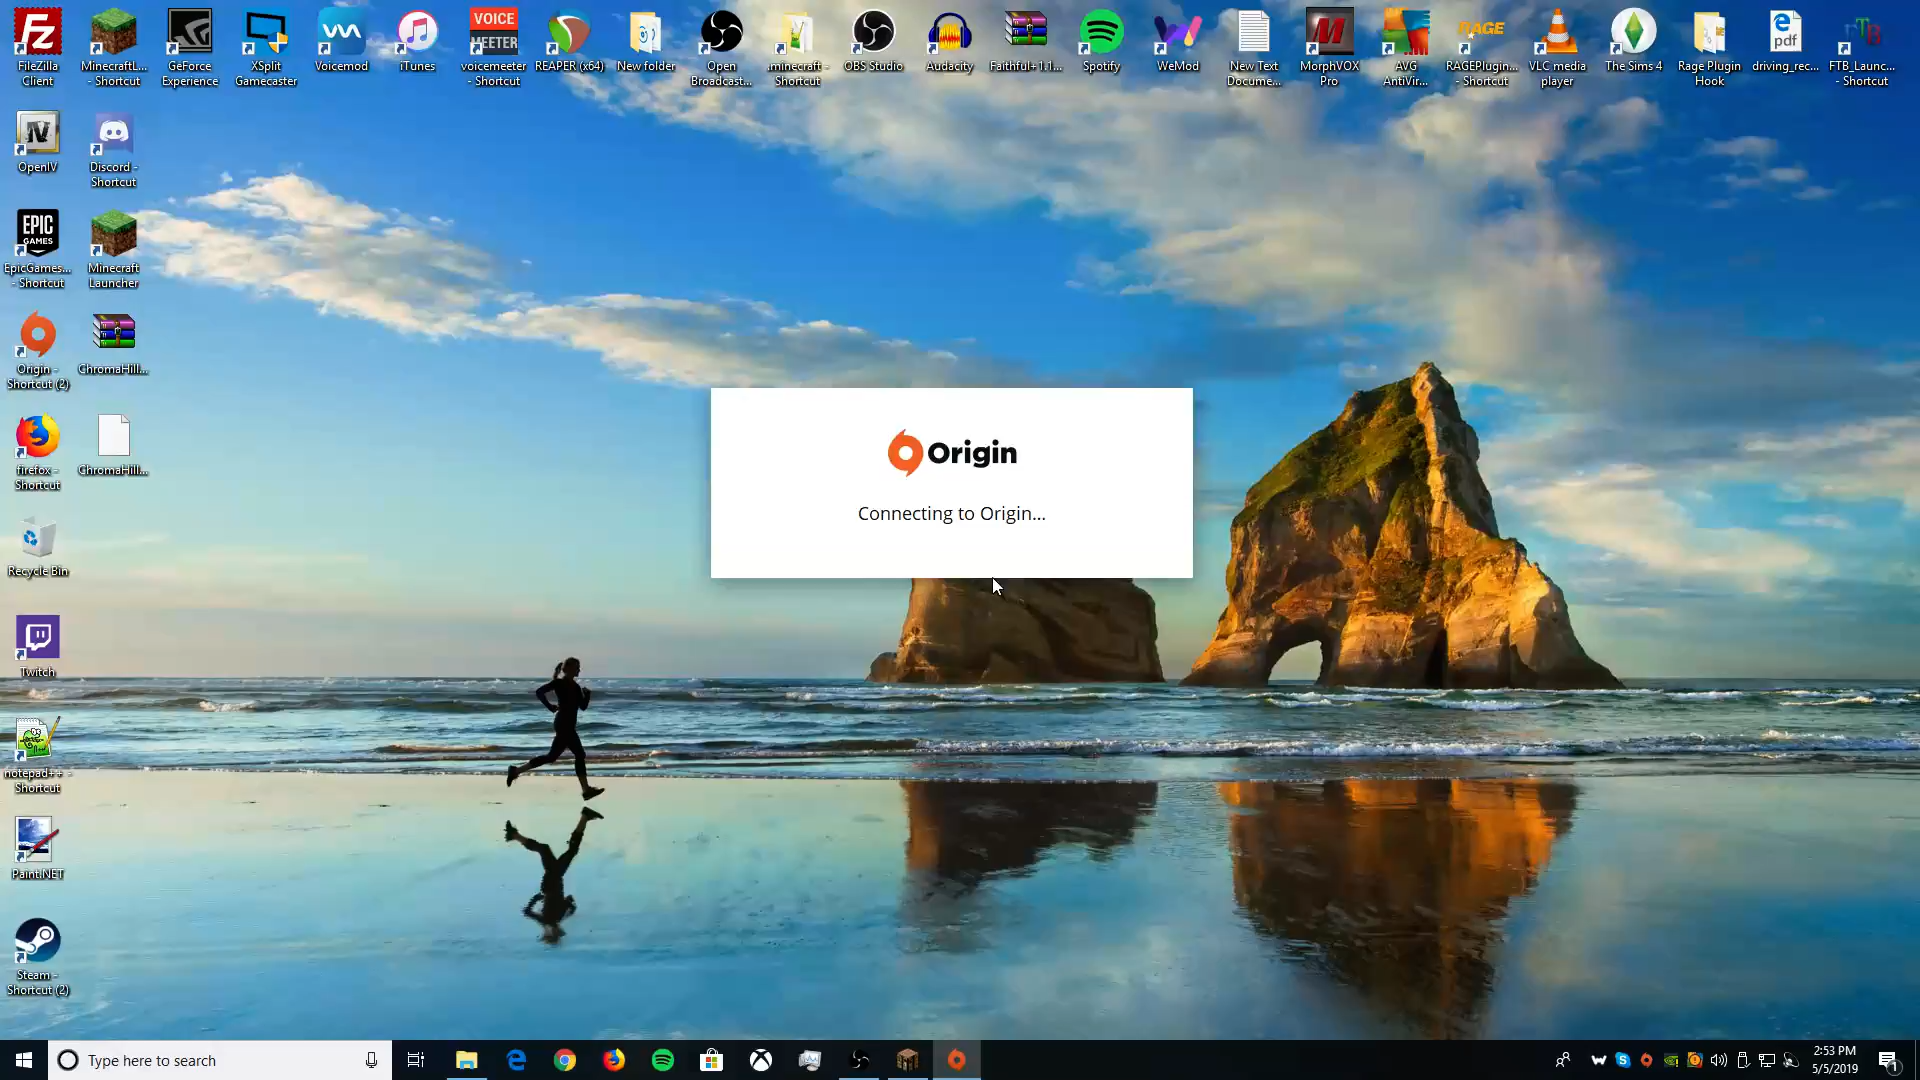 FileZilla
Client
MinecraftL...
- Shortcut
GeForce
Experience
XSplit
Gamecaster
Voicemod
iTunes
VOICE
MEETER
voicemeeter
- Shortcut
REAPER (x64)
New folder
Open
Broadcast...
.minecraft -
Shortcut
OBS Studio
Audacity
Faithful+1.1...
Spotify
WeMod
New Text
Docume...
MorphVOX
Pro
AVG
AntiVir...
RAGE
RAGEPlugin...
- Shortcut
VLC media
player
The Sims 4
Rage Plugin
Hook
pdf
driving_rec...
FTB
FTB_Launc...
- Shortcut
OpenIV
Discord -
Shortcut
EPIC
GAMES
EpicGames...
- Shortcut
Minecraft
Launcher
Origin -
Shortcut (2)
ChromaHill...
firefox -
Shortcut
ChromaHill...
Recycle Bin
Twitch
notepad++ -
Shortcut
Paint.NET
Steam -
Shortcut (2)
Origin
Connecting to Origin...
Type here to search
2:53 PM
5/5/2019
1